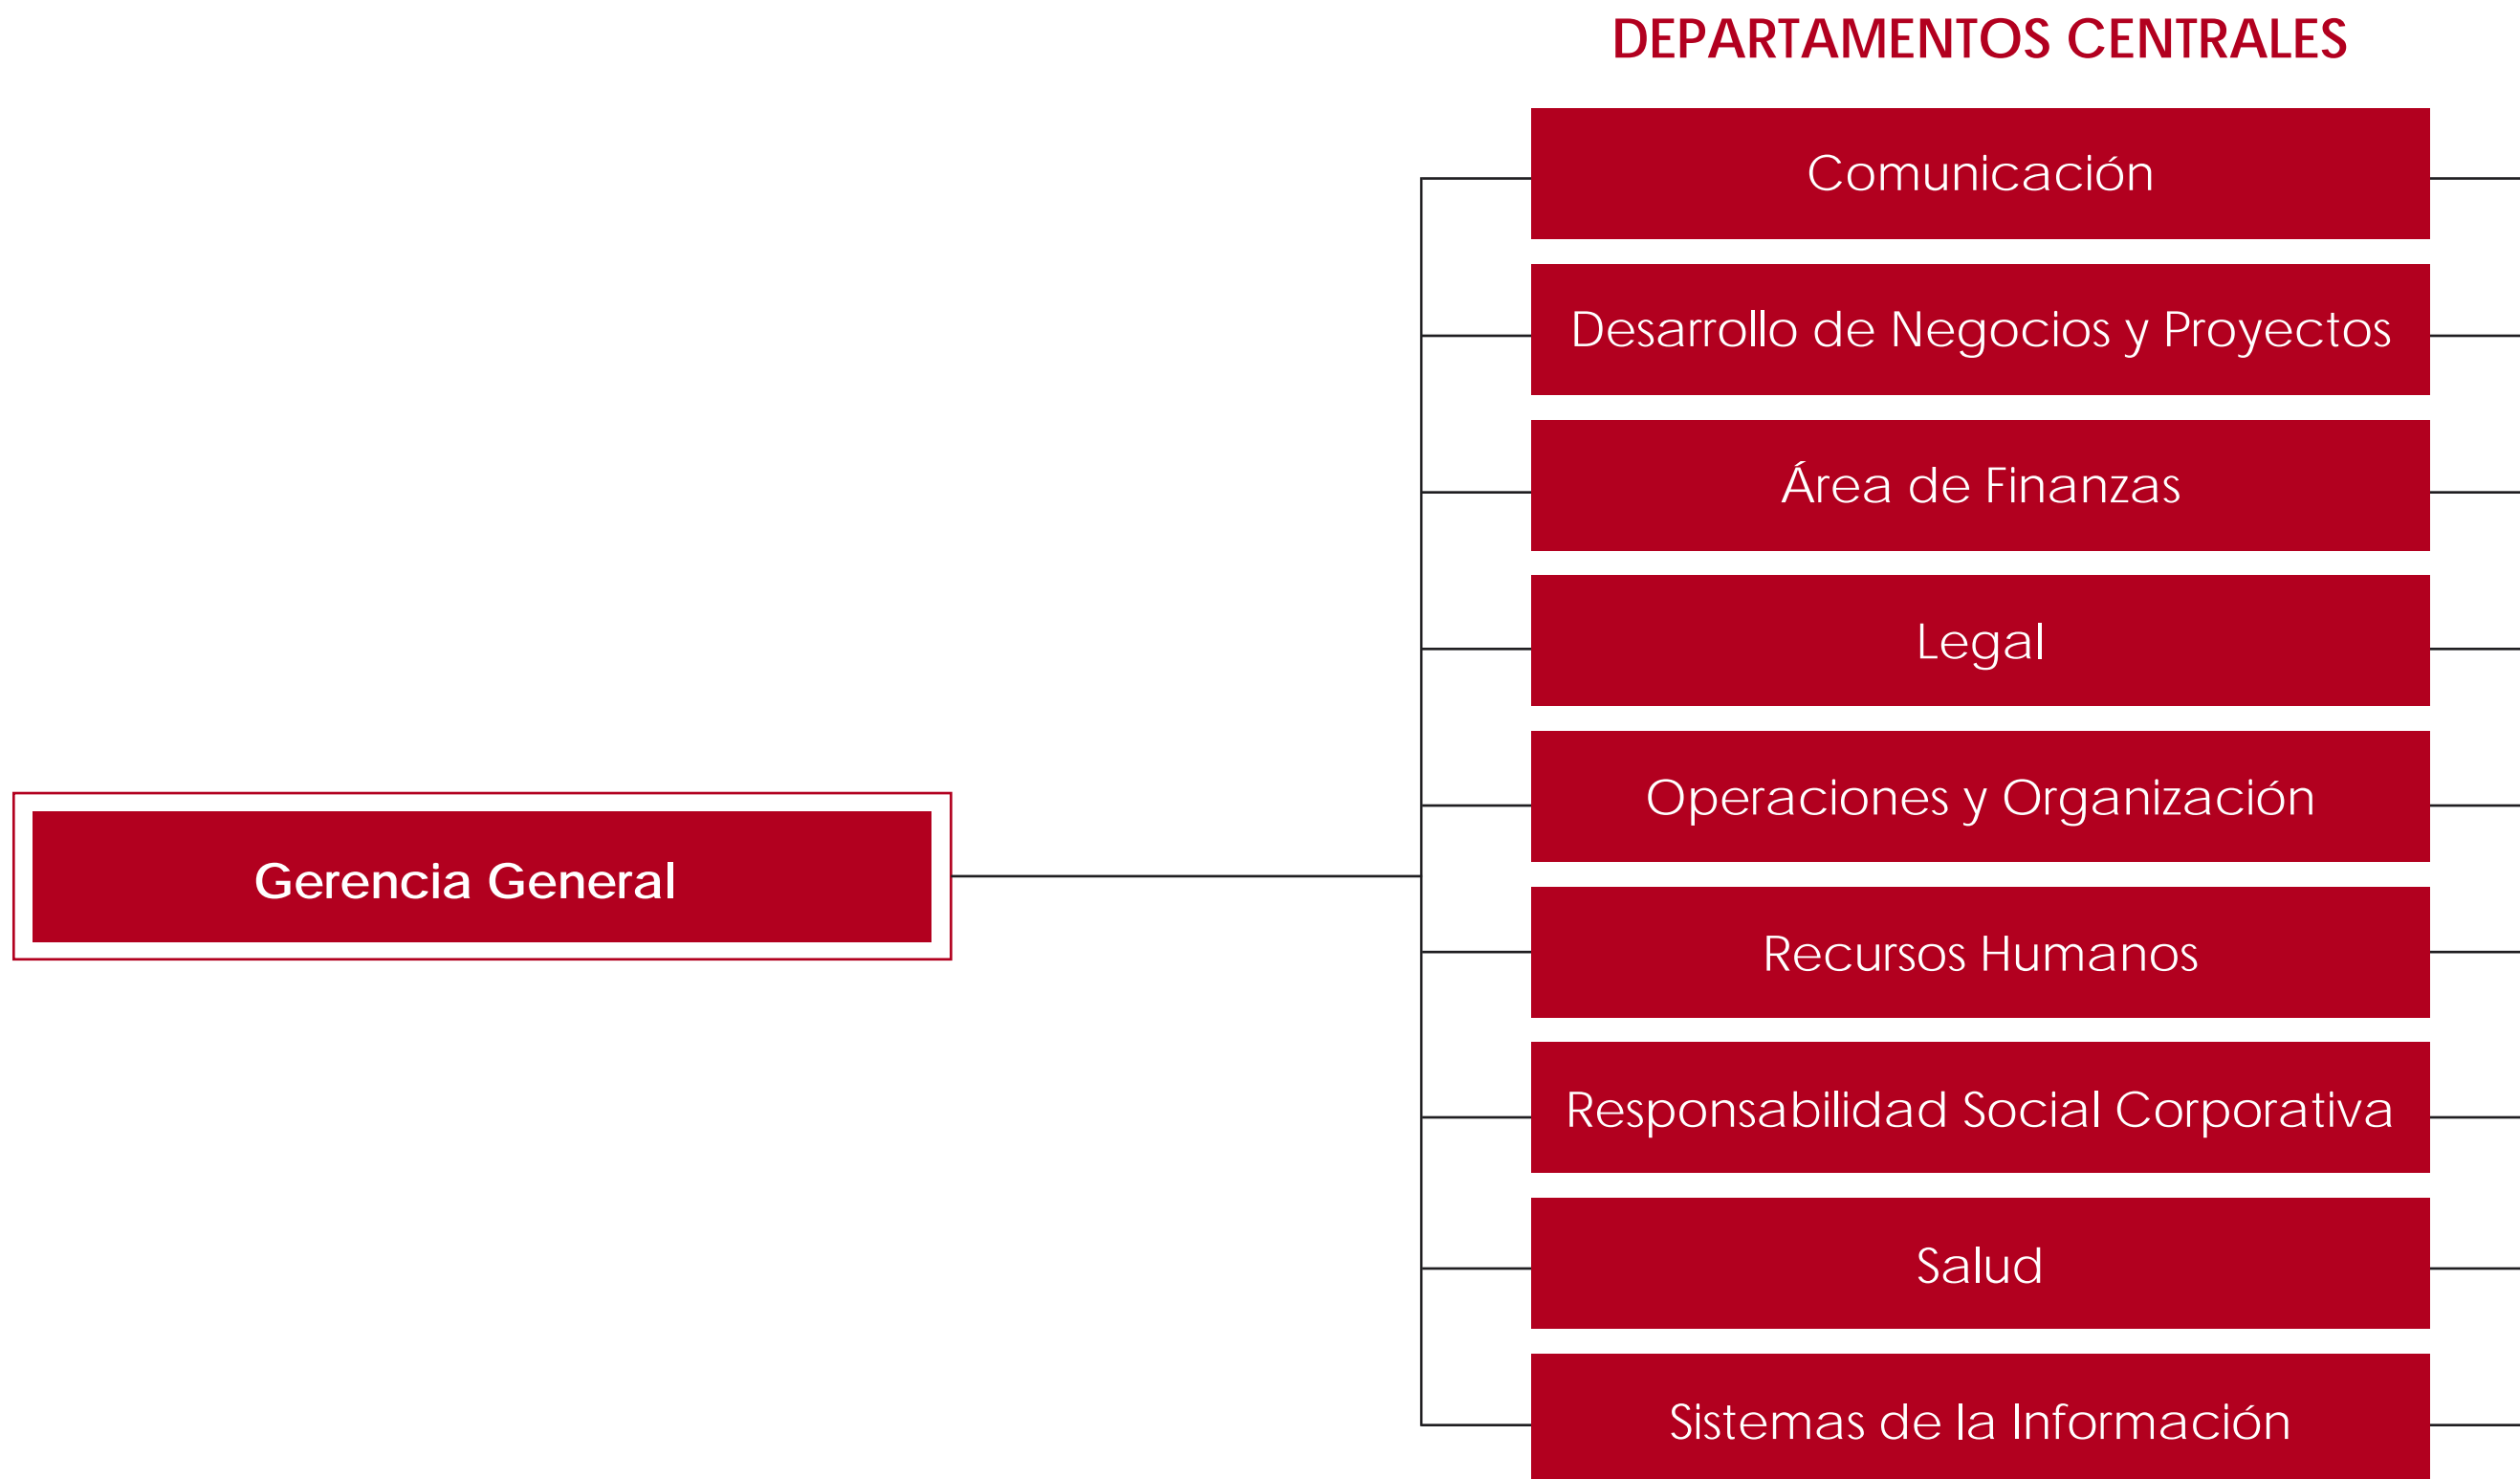 DEPARTAMENTOS CENTRALES
Comunicación
Desarrollo de Negocios y Proyectos
Área de Finanzas
Legal
Operaciones y Organización
Gerencia General
Recursos Humanos
Responsabilidad Social Corporativa
Salud
Sistemas de la Información